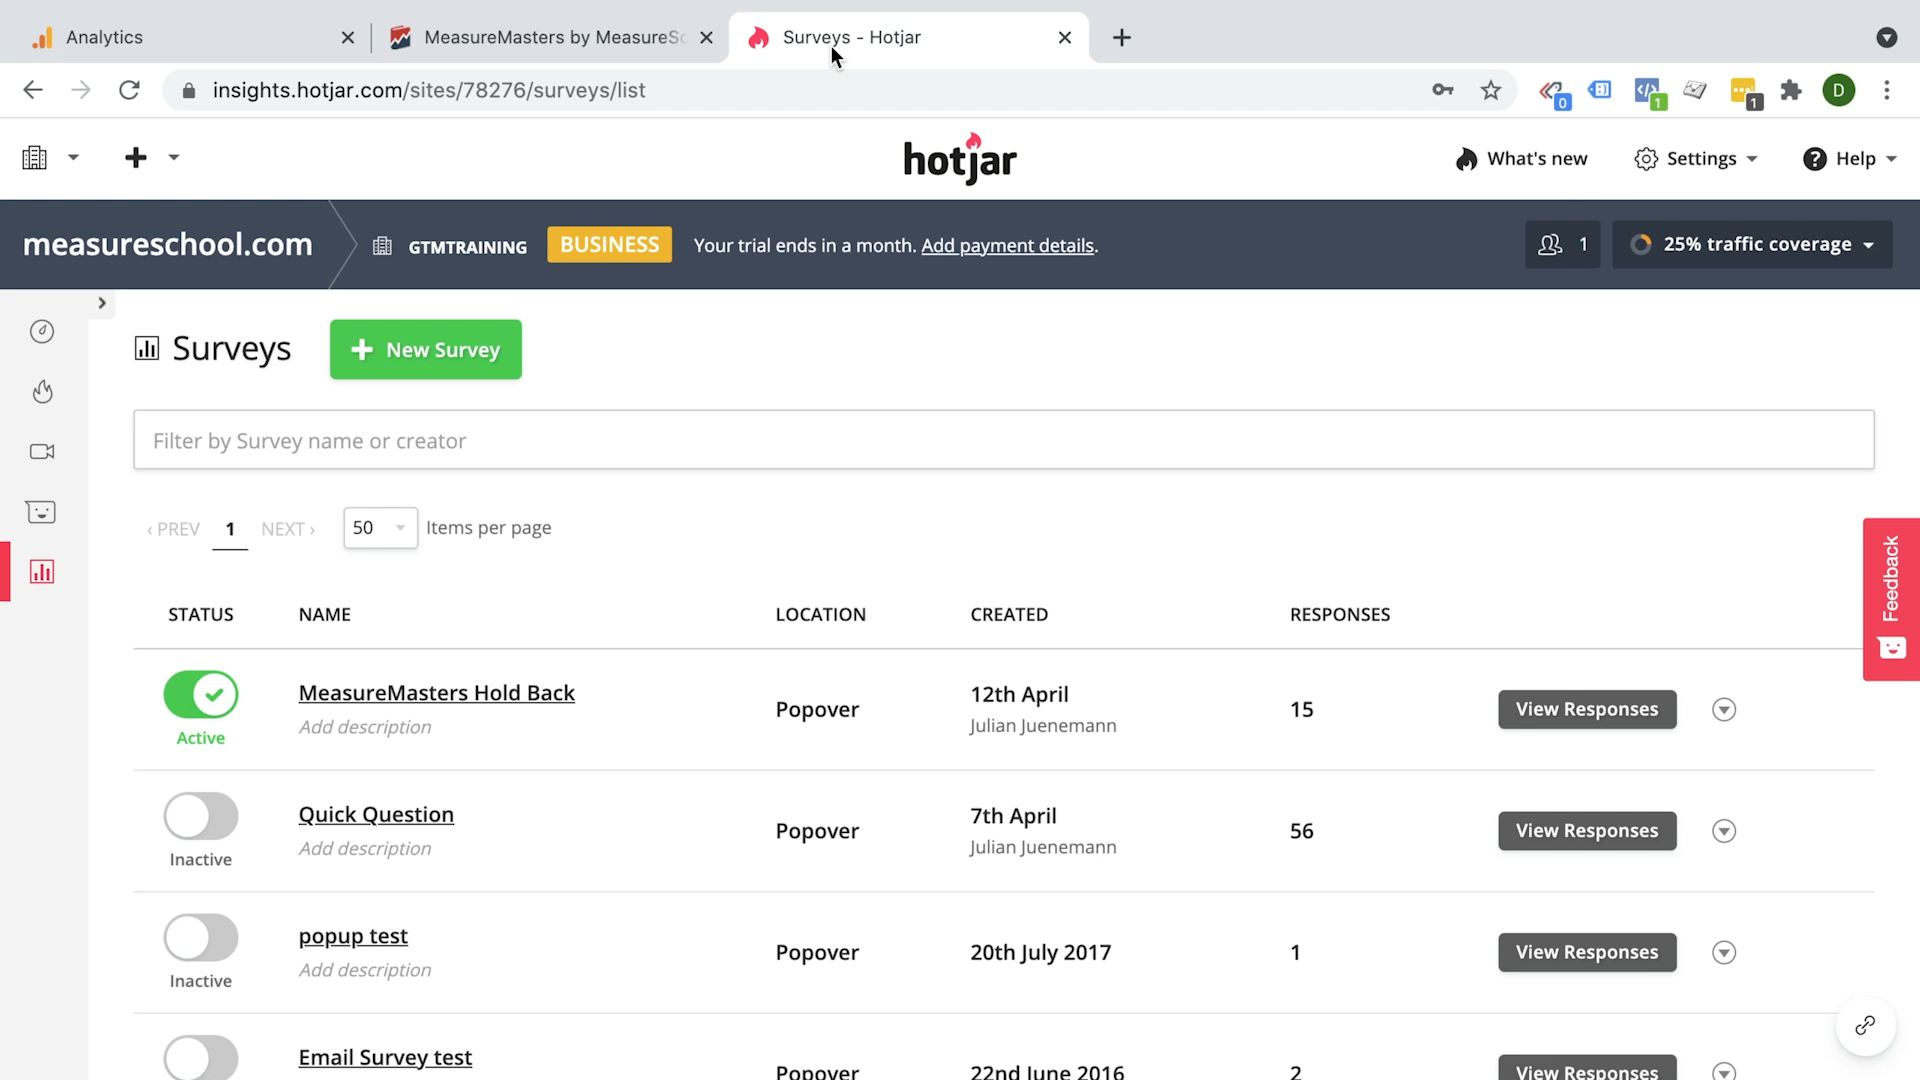 Analytics
MeasureMasters by MeasureSc
Surveys - Hotjar
insights.hotjar.com/sites/78276/surveys/list
0
1
1
D
hotjar
What's new
Settings
Help
measureschool.com
GTMTRAINING
BUSINESS
Your trial ends in a month. Add payment details.
1
25% traffic coverage
Surveys
+ New Survey
Filter by Survey name or creator
‹ PREV 1 NEXT ›
50
Items per page
Feedback
STATUS NAME LOCATION CREATED RESPONSES
MeasureMasters Hold Back
Add description
Active
Popover
12th April
Julian Juenemann
15
View Responses
Quick Question
Add description
Inactive
Popover
7th April
Julian Juenemann
56
View Responses
popup test
Add description
Inactive
Popover
20th July 2017
1
View Responses
Email Survey test
Popover
22nd June 2016
2
View Responses